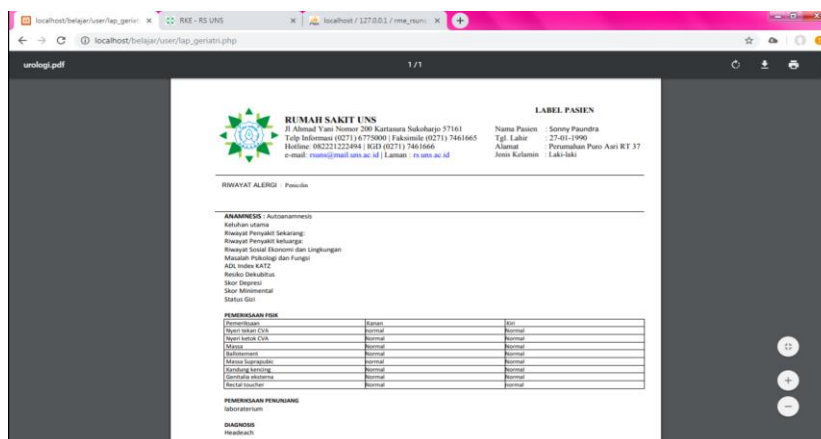 localhost/belajar/user/lap_geriat
RKE - RS UNS
localhost / 127.0.0.1 / rme_rsuns
localhost/belajar/user/lap_geriatri.php
urologi.pdf
1 / 1
RUMAH SAKIT UNS
Jl Ahmad Yani Nomor 200 Kartasura Sukoharjo 57161
Telp Informasi (0271) 6775000 | Faksimile (0271) 7461665
Hotline: 082221222494 | IGD (0271) 7461666
e-mail: rsuns@mail.uns.ac.id | Laman : rs.uns.ac.id
LABEL PASIEN
Nama Pasien : Sonny Paundra
Tgl. Lahir : 27-01-1990
Alamat : Perumahan Puro Asri RT 37
Jenis Kelamin : Laki-laki
RIWAYAT ALERGI : Penicilin
ANAMNESIS : Autoanamnesis
Keluhan utama
Riwayat Penyakit Sekarang:
Riwayat Penyakit keluarga:
Riwayat Sosial Ekonomi dan Lingkungan
Masalah Psikologi dan Fungsi
ADL Index KATZ
Resiko Dekubitus
Skor Depresi
Skor Minimental
Status Gizi
PEMERIKSAAN FISIK
Pemeriksaan Kanan Kiri
Nyeri tekan CVA normal Normal
Nyeri ketok CVA Normal Normal
Massa Normal Normal
Ballotement normal Normal
Massa Suprapubic normal Normal
Kandung kencing Normal Normal
Genitalia eksterna Normal Normal
Rectal toucher Normal normal
PEMERIKSAAN PENUNJANG
laboraterium
DIAGNOSIS
Headeach